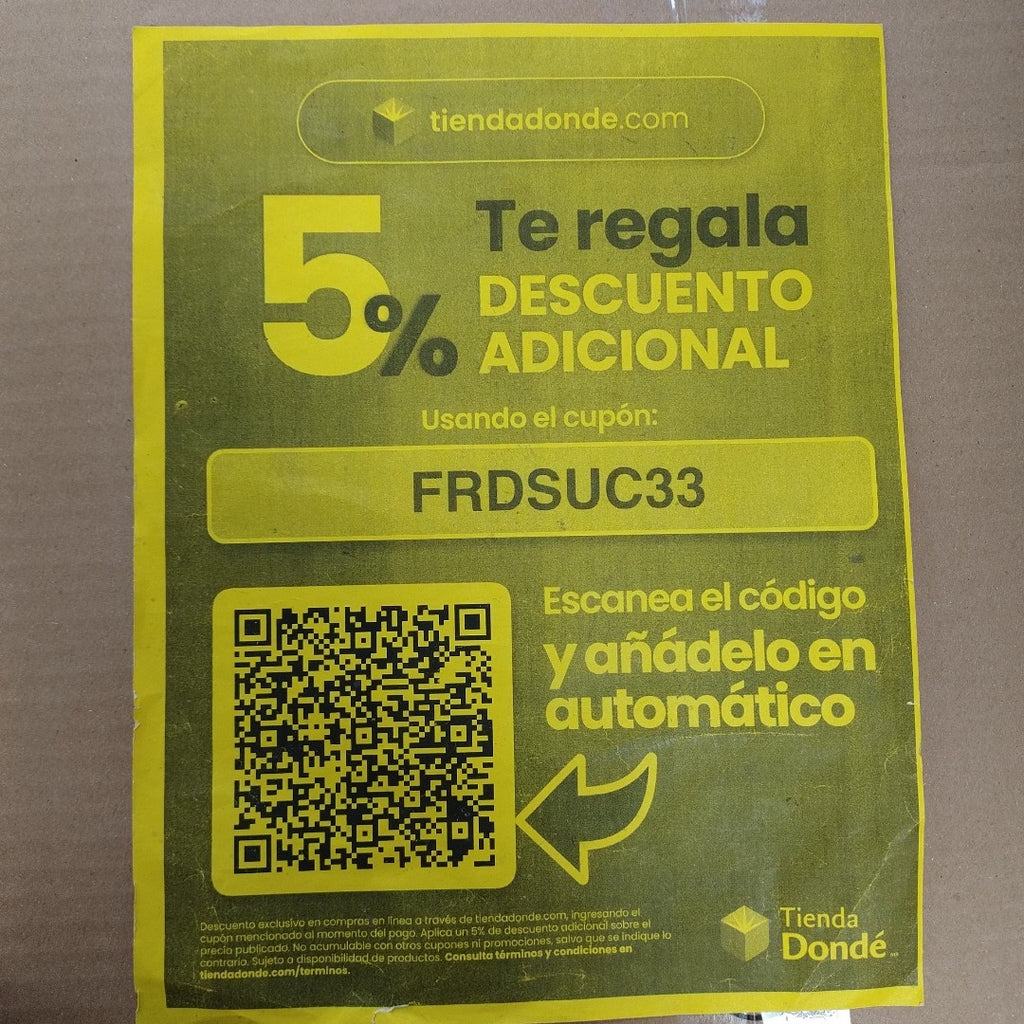 tiendadonde.com
5%
Te regala
DESCUENTO
ADICIONAL
Usando el cupón:
FRDSUC33
Escanea el código
y añádelo en
automático
Descuento exclusivo en compras en línea a través de tiendadonde.com, ingresando el
cupón mencionado al momento del pago. Aplica un 5% de descuento adicional sobre el
precio publicado. No acumulable con otros cupones ni promociones, salvo que se indique lo
contrario. Sujeto a disponibilidad de productos. Consulta términos y condiciones en
tiendadonde.com/terminos.
Tienda
Dondé